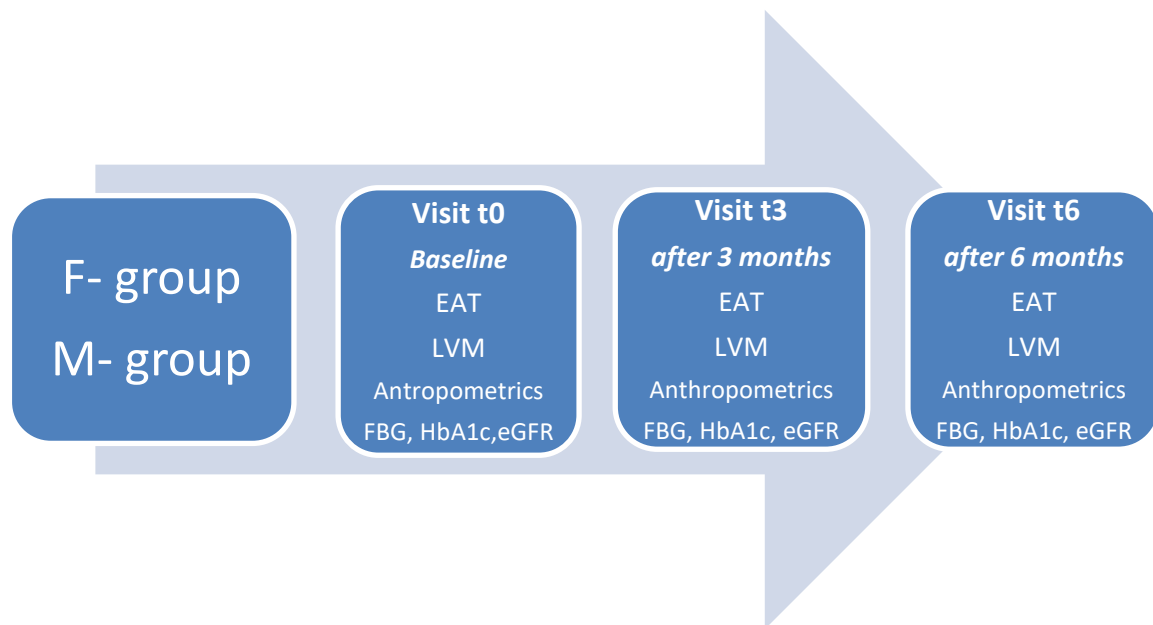 F- group
M- group
Visit t0
Baseline
EAT
LVM
Antropometrics
FBG, HbA1c,eGFR
Visit t3
after 3 months
EAT
LVM
Anthropometrics
FBG, HbA1c, eGFR
Visit t6
after 6 months
EAT
LVM
Anthropometrics
FBG, HbA1c, eGFR